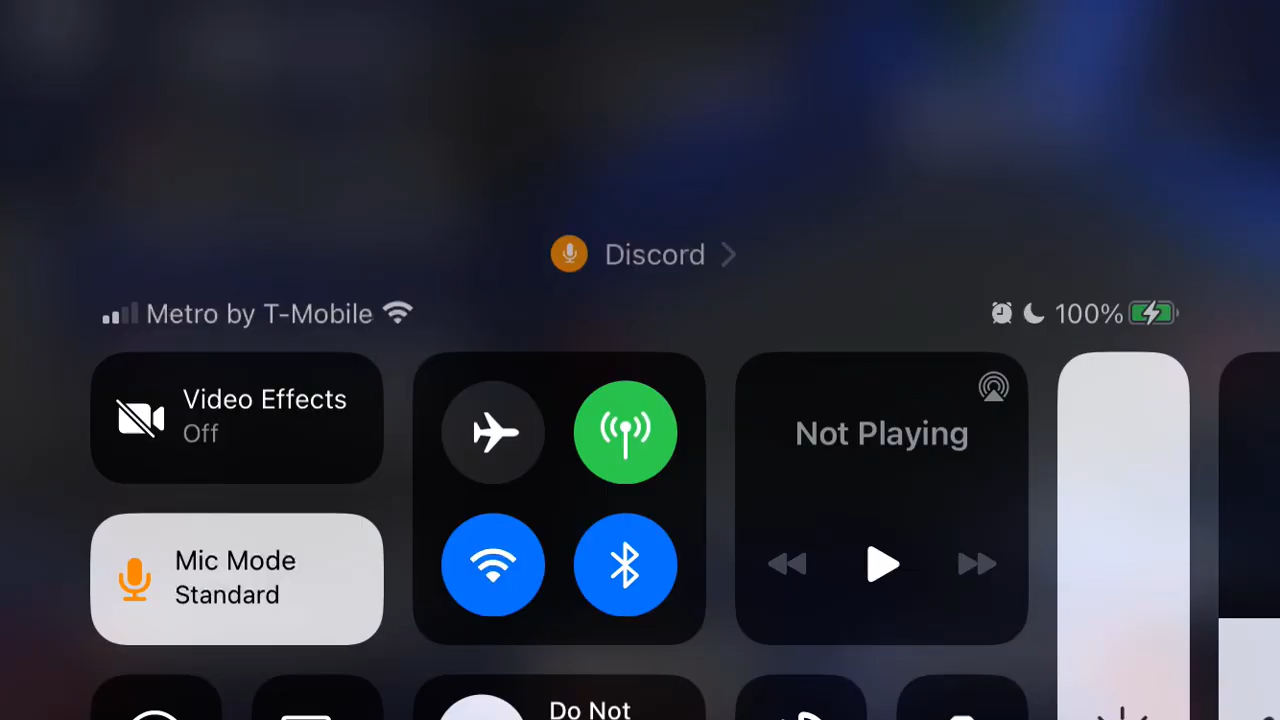 Discord
Metro by T-Mobile
100%
Video Effects
Off
Not Playing
Mic Mode
Standard
Do Not